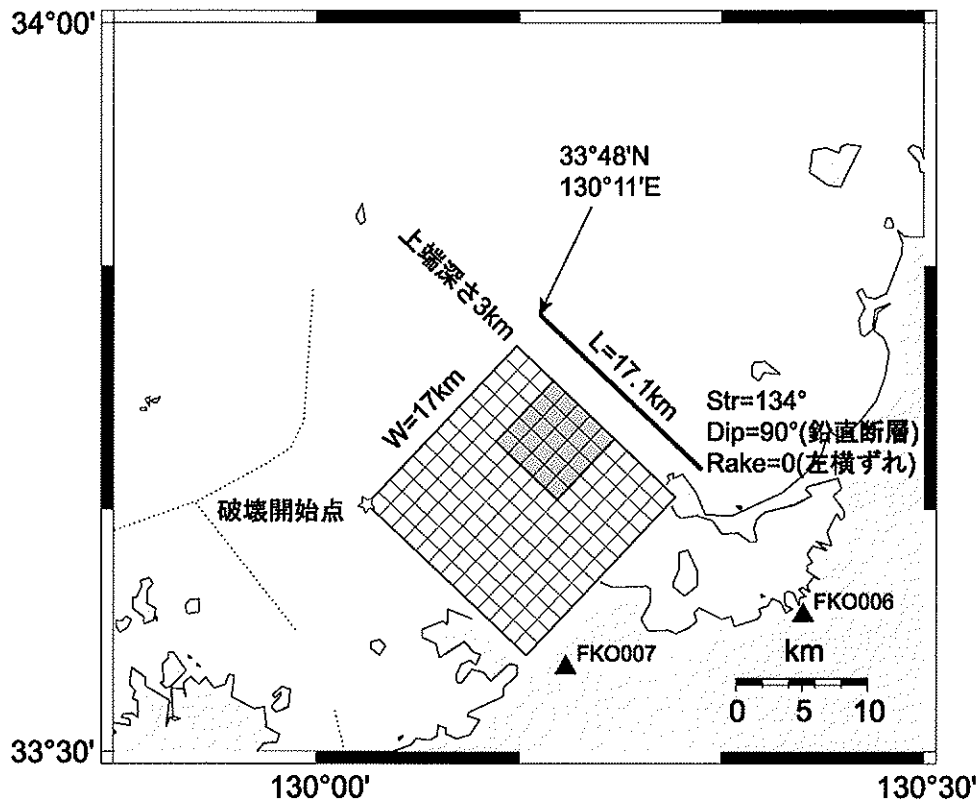 34°00'
33°48'N
130°11'E
上端深さ3km
L=17.1km
W=17km
Str=134°
Dip=90°(鉛直断層)
Rake=0(左横ずれ)
破壊開始点
FKO006
FKO007
km
0 5 10
33°30'
130°00'
130°30'